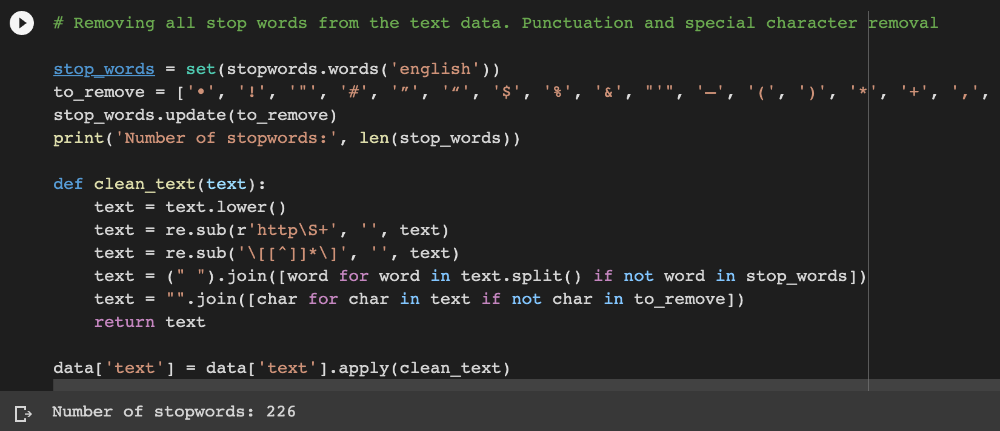 # Removing all stop words from the text data. Punctuation and special character removal
stop_words = set(stopwords.words('english'))
to_remove = ['•', '!', '"', '#', '”', '“', '$', '%', '&', "'", '–', '(', ')', '*', '+', ',',
stop_words.update(to_remove)
print('Number of stopwords:', len(stop_words))
def clean_text(text):
    text = text.lower()
    text = re.sub(r'http\S+', '', text)
    text = re.sub('\[[^]]*\]', '', text)
    text = (" ").join([word for word in text.split() if not word in stop_words])
    text = "".join([char for char in text if not char in to_remove])
    return text
data['text'] = data['text'].apply(clean_text)
Number of stopwords: 226